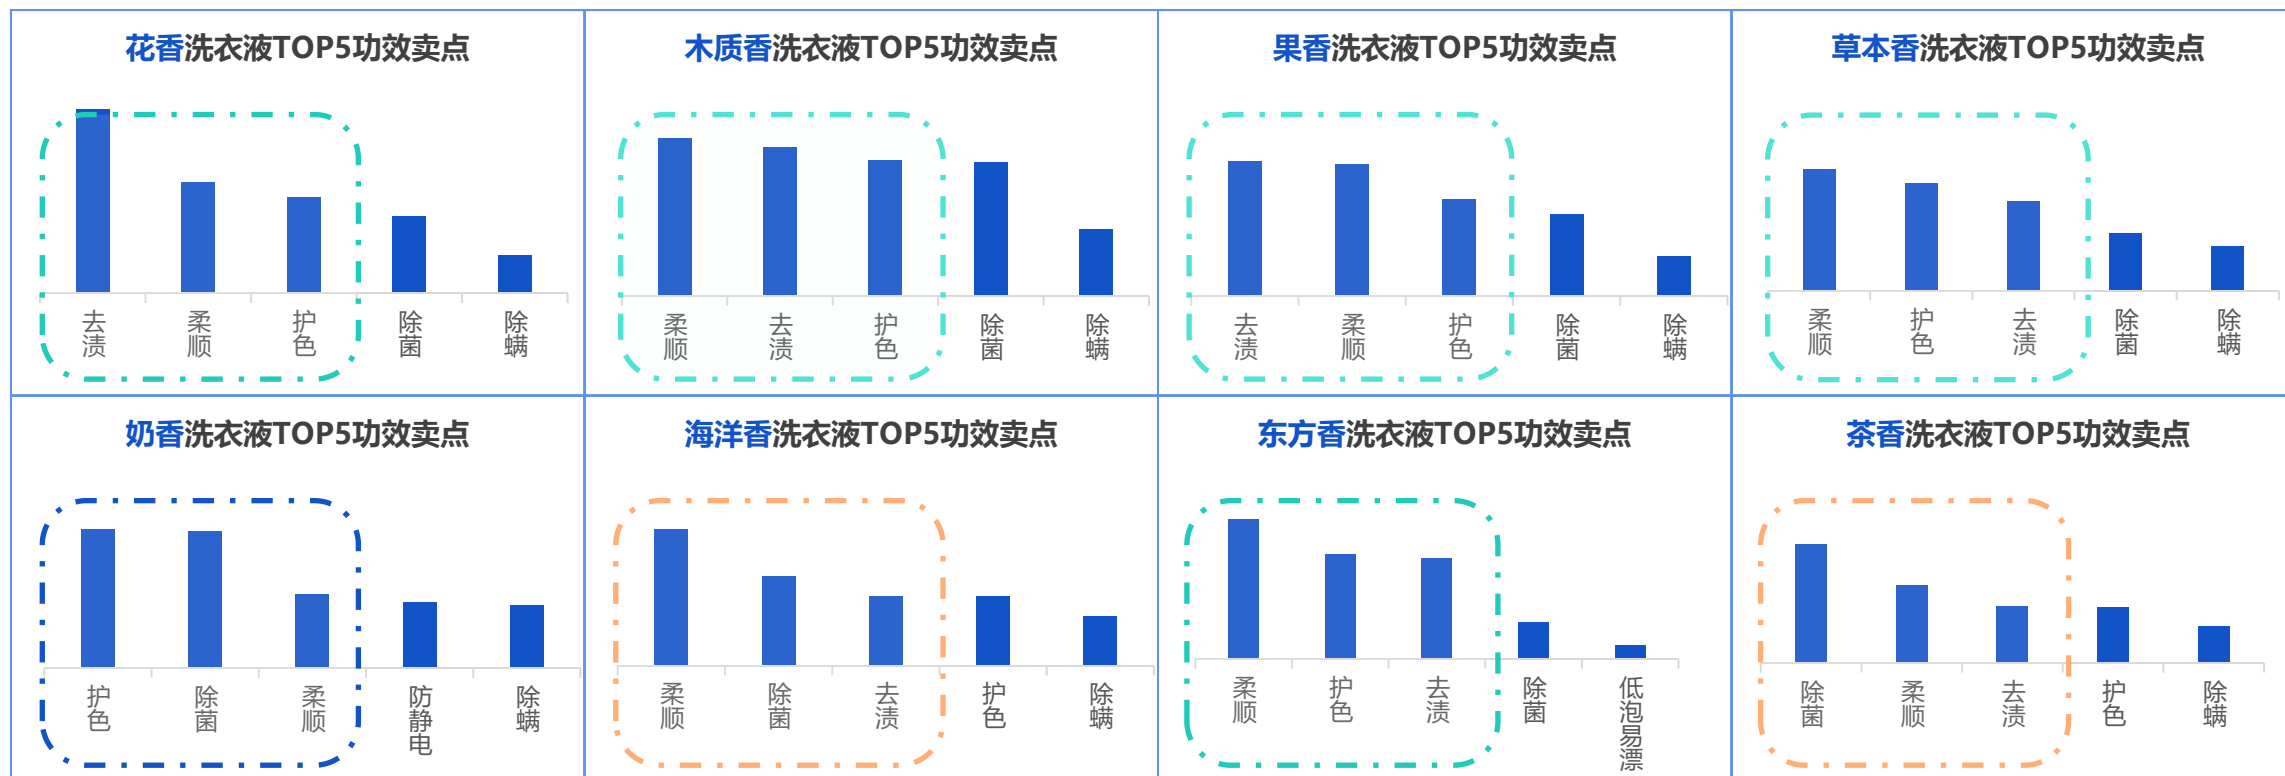 花香洗衣液TOP5功效卖点
去渍
柔顺
护色
除菌
除螨
木质香洗衣液TOP5功效卖点
柔顺
去渍
护色
除菌
除螨
果香洗衣液TOP5功效卖点
去渍
柔顺
护色
除菌
除螨
草本香洗衣液TOP5功效卖点
柔顺
护色
去渍
除菌
除螨
奶香洗衣液TOP5功效卖点
护色
除菌
柔顺
防静电
除螨
海洋香洗衣液TOP5功效卖点
柔顺
除菌
去渍
护色
除螨
东方香洗衣液TOP5功效卖点
柔顺
护色
去渍
除菌
低泡易漂
茶香洗衣液TOP5功效卖点
除菌
柔顺
去渍
护色
除螨